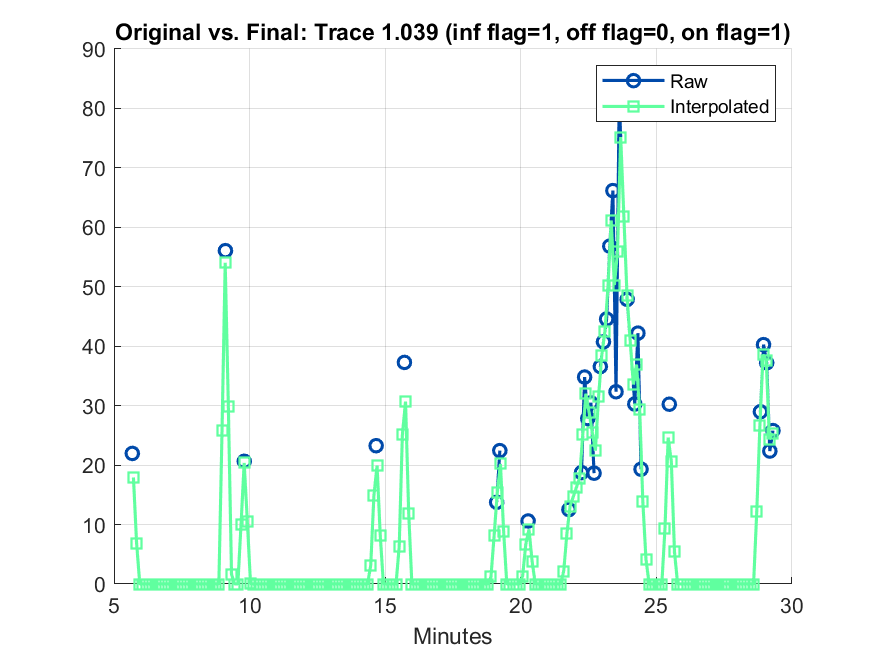 Original vs. Final: Trace 1.039 (inf flag=1, off flag=0, on flag=1)
90
80
70
60
50
40
30
20
10
0
Raw
Interpolated
5 10 15 20 25 30
Minutes